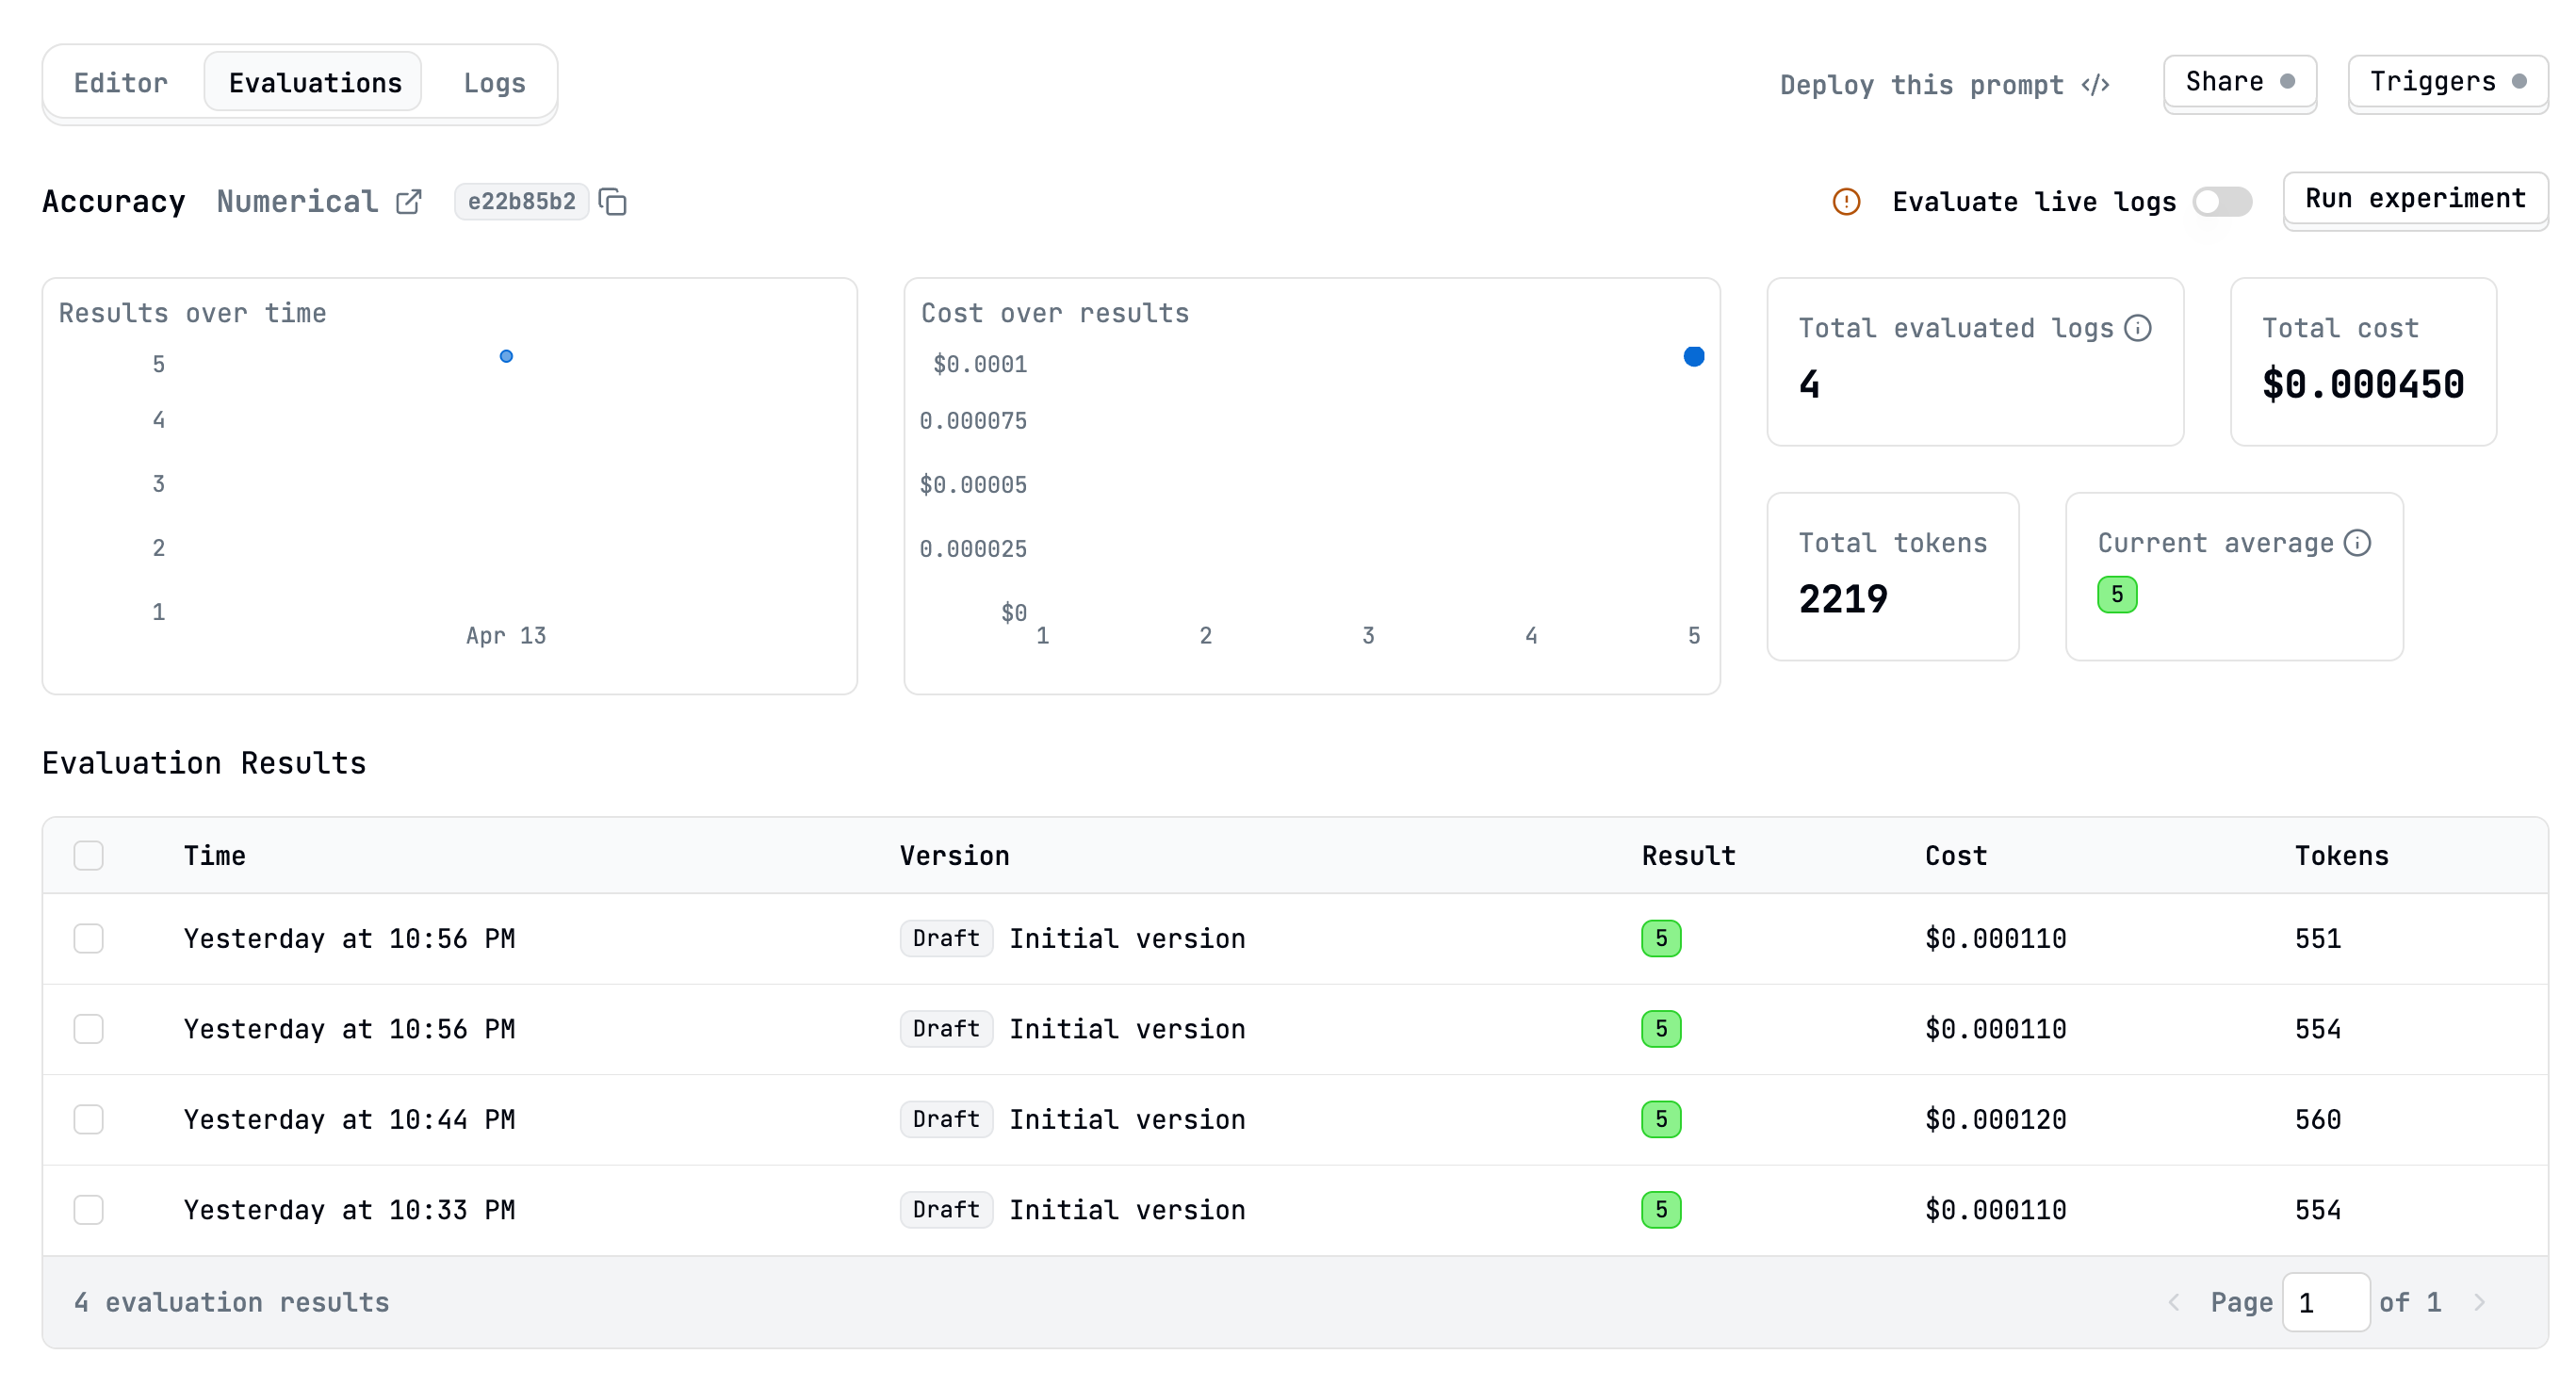 Editor Evaluations Logs
Deploy this prompt </> Share Triggers
Accuracy Numerical e22b85b2
Evaluate live logs Run experiment
Results over time
5
4
3
2
1
Apr 13
Cost over results
$0.0001
0.000075
$0.00005
0.000025
$0
1 2 3 4 5
Total evaluated logs
4
Total cost
$0.000450
Total tokens
2219
Current average
5
Evaluation Results
Time Version Result Cost Tokens
Yesterday at 10:56 PM Draft Initial version 5 $0.000110 551
Yesterday at 10:56 PM Draft Initial version 5 $0.000110 554
Yesterday at 10:44 PM Draft Initial version 5 $0.000120 560
Yesterday at 10:33 PM Draft Initial version 5 $0.000110 554
4 evaluation results Page 1 of 1